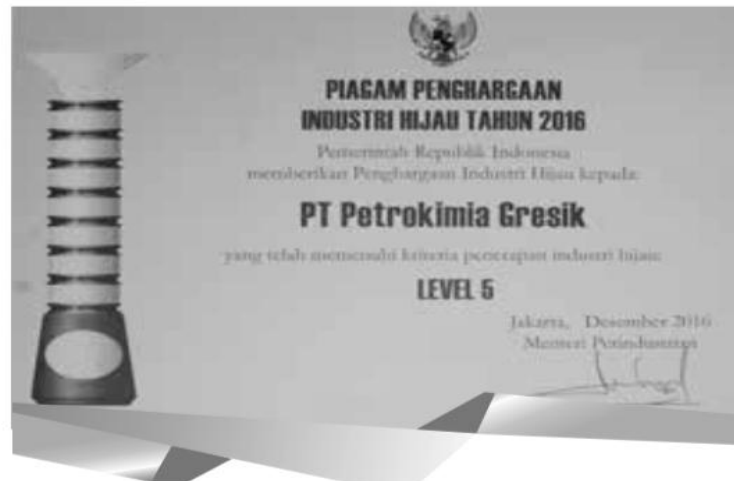 PIAGAM PENGHARGAAN
INDUSTRI HIJAU TAHUN 2016
Pemerintah Republik Indonesia
memberikan Penghargaan Industri Hijau kepada:
PT Petrokimia Gresik
yang telah memenuhi kriteria penerapan industri hijau:
LEVEL 5
Jakarta, Desember 2016
Menteri Perindustrian